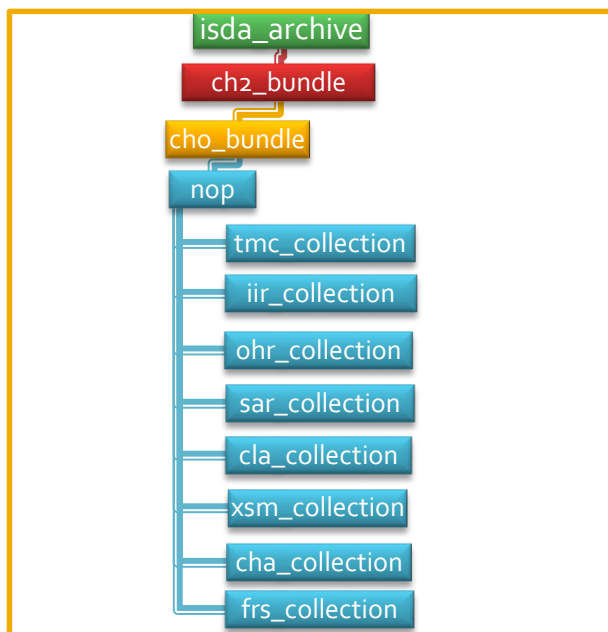 isda_archive
ch2_bundle
cho_bundle
nop
tmc_collection
iir_collection
ohr_collection
sar_collection
cla_collection
xsm_collection
cha_collection
frs_collection